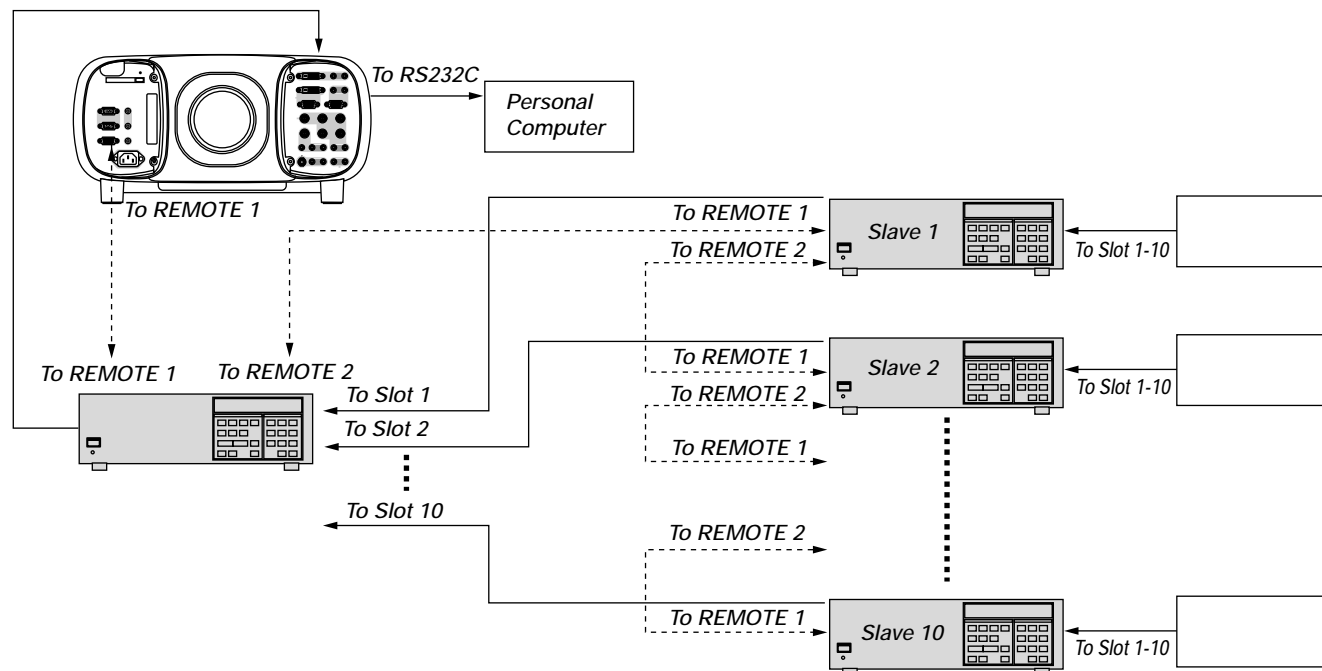 To RS232C
Personal
Computer
To REMOTE 1
To REMOTE 1
To REMOTE 2
To Slot 1
To Slot 2
To Slot 10
To REMOTE 1
To REMOTE 2
Slave 1
To Slot 1-10
To REMOTE 1
To REMOTE 2
Slave 2
To Slot 1-10
To REMOTE 1
To REMOTE 2
To REMOTE 1
Slave 10
To Slot 1-10